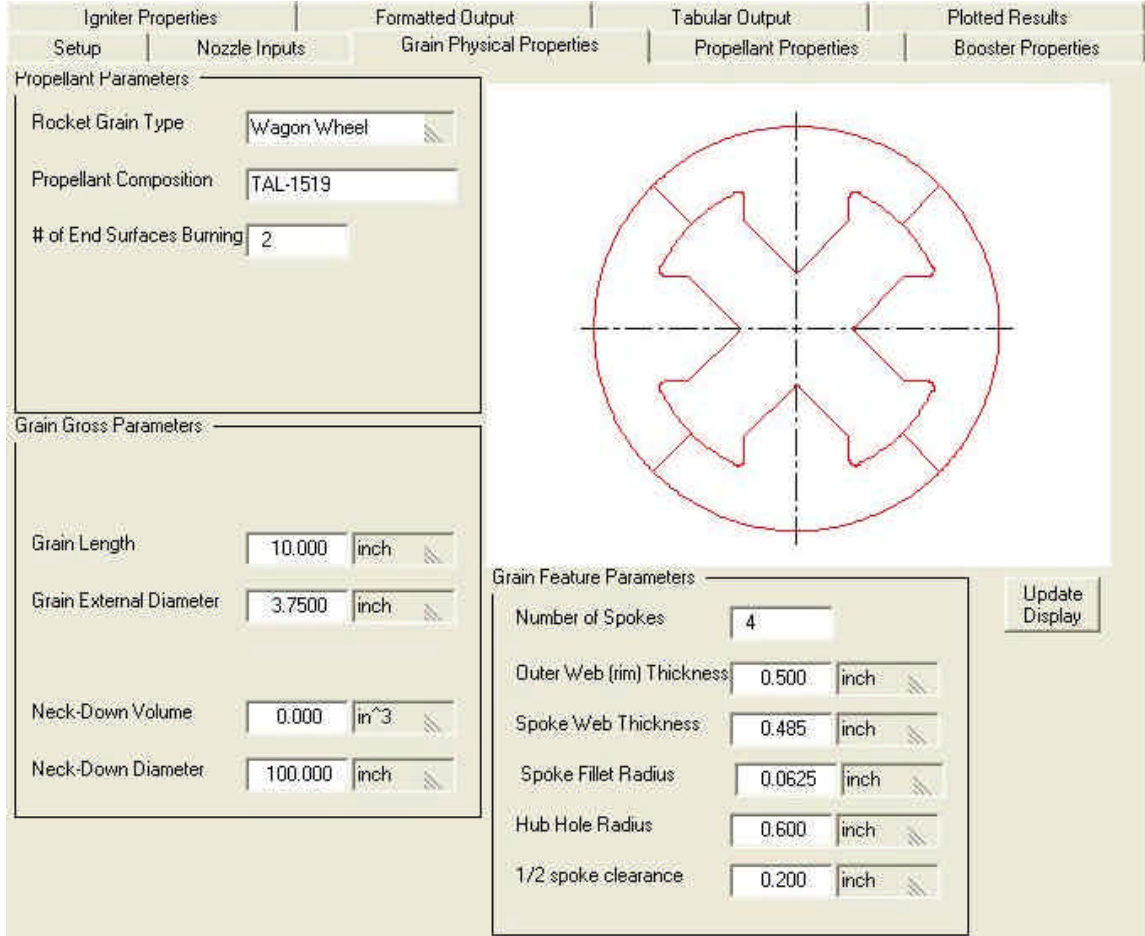 Igniter Properties
Formatted Output
Tabular Output
Plotted Results
Setup
Nozzle Inputs
Grain Physical Properties
Propellant Properties
Booster Properties
Propellant Parameters
Rocket Grain Type Wagon Wheel
Propellant Composition TAL-1519
# of End Surfaces Burning 2
Grain Gross Parameters
Grain Length 10.000 inch
Grain External Diameter 3.7500 inch
Neck-Down Volume 0.000 in^3
Neck-Down Diameter 100.000 inch
Grain Feature Parameters
Number of Spokes 4
Outer Web (rim) Thickness 0.500 inch
Spoke Web Thickness 0.485 inch
Spoke Fillet Radius 0.0625 inch
Hub Hole Radius 0.600 inch
1/2 spoke clearance 0.200 inch
Update
Display